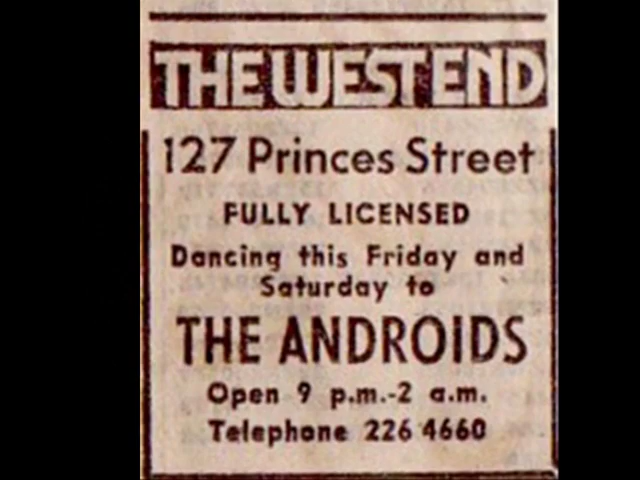 THE WEST END
127 Princes Street
FULLY LICENSED
Dancing this Friday and
Saturday to
THE ANDROIDS
Open 9 p.m.-2 a.m.
Telephone 226 4660